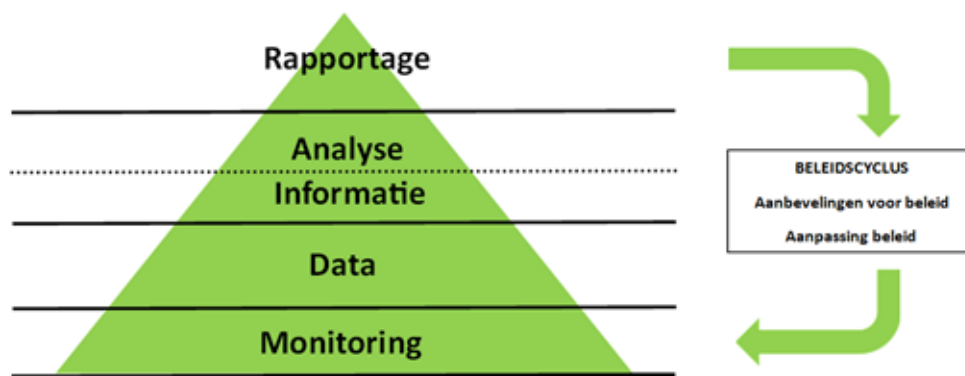 Rapportage
Analyse
Informatie
Data
Monitoring
BELEIDSCYCLUS
Aanbevelingen voor beleid
Aanpassing beleid